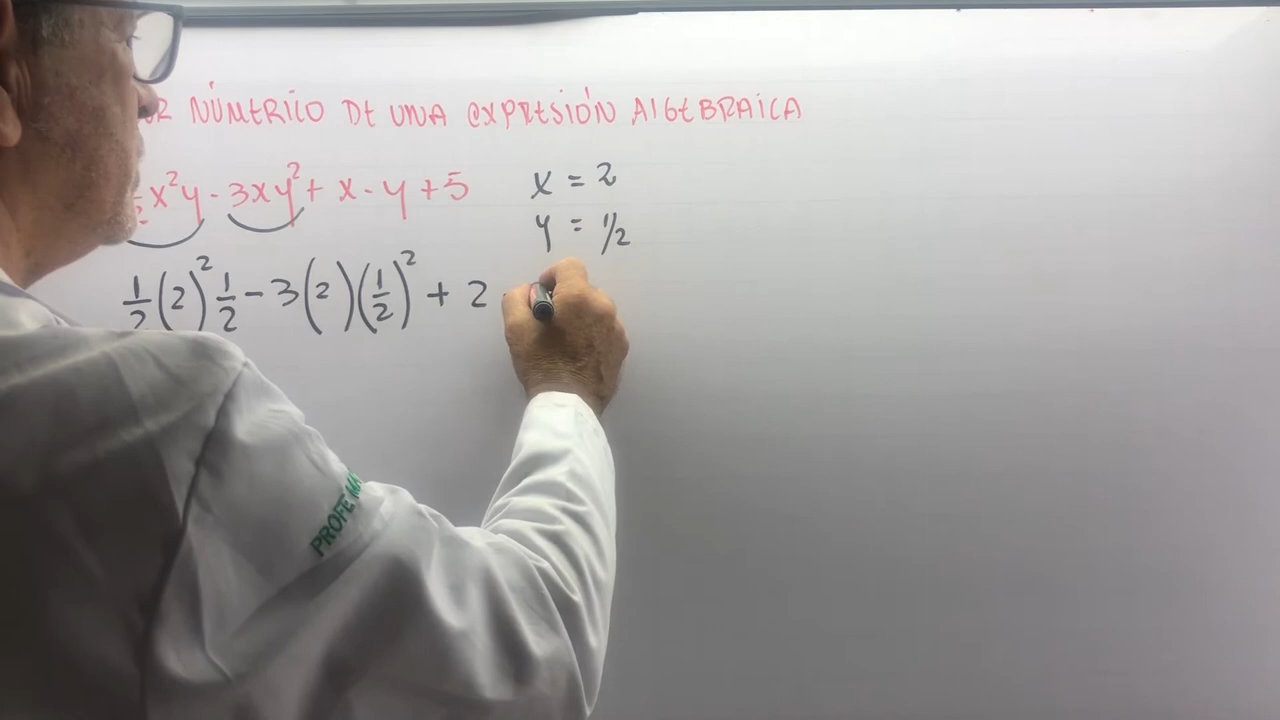 NÚMERICO DE UNA EXPRESIÓN ALGEBRAICA
x²y - 3xy² + x - y + 5
x = 2
y = 1/2
1/2 (2)² 1/2 - 3(2)(1/2)² + 2
PROFE